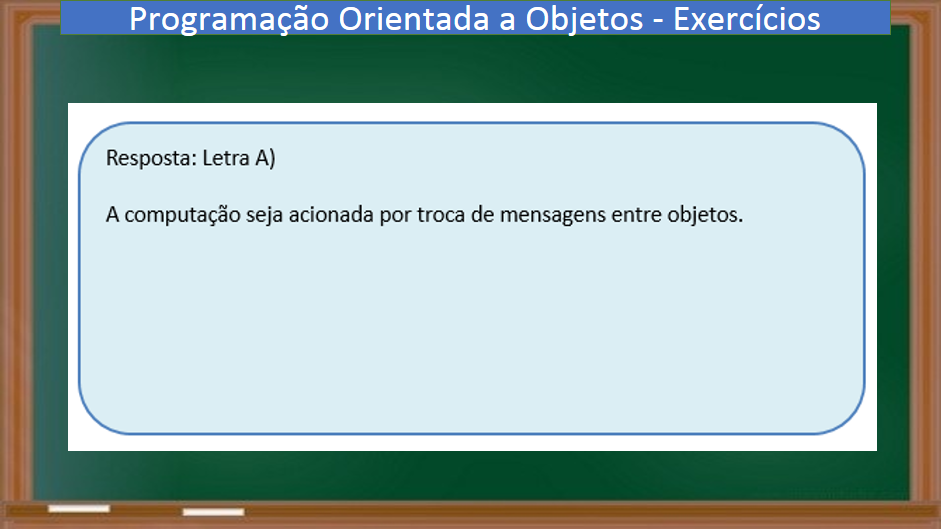 Programação Orientada a Objetos - Exercícios
Resposta: Letra A)
A computação seja acionada por troca de mensagens entre objetos.